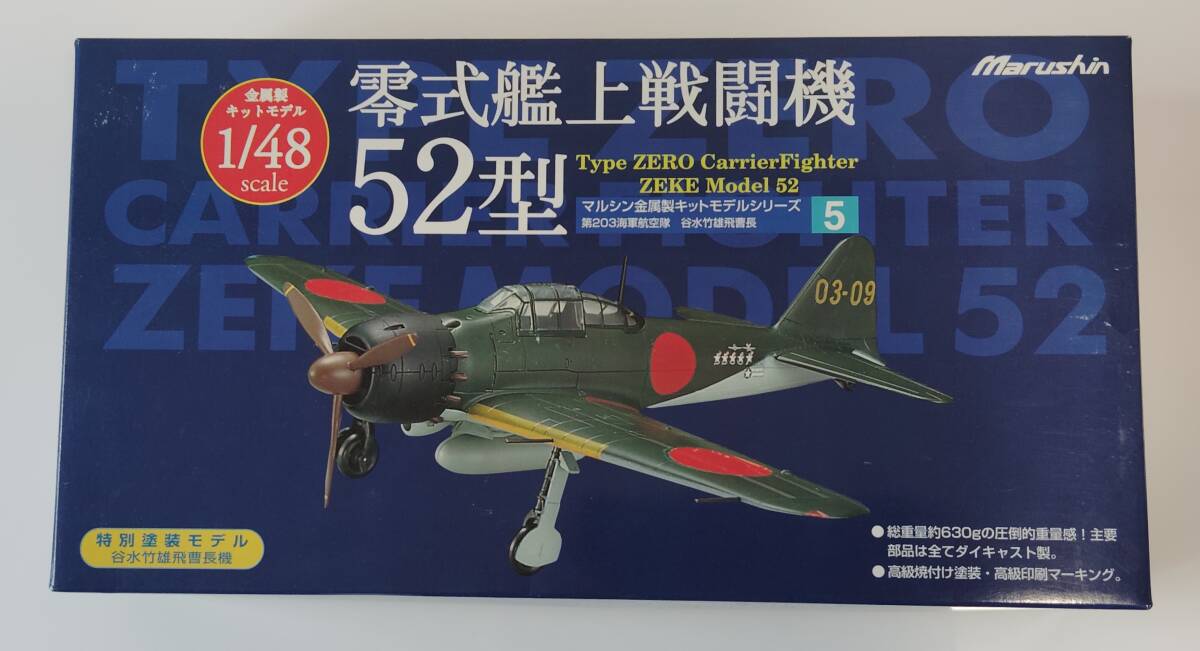 TYPE ZERO
CARRIER FIGHTER
ZEKE MODEL 52
Marushin
金属製
キットモデル
1/48
scale
零式艦上戦闘機
52型
Type ZERO CarrierFighter
ZEKE Model 52
マルシン金属製キットモデルシリーズ
第203海軍航空隊 谷水竹雄飛曹長
5
03-09
特別塗装モデル
谷水竹雄飛曹長機
●総重量約630gの圧倒的重量感！主要
部品は全てダイキャスト製。
●高級焼付け塗装・高級印刷マーキング。